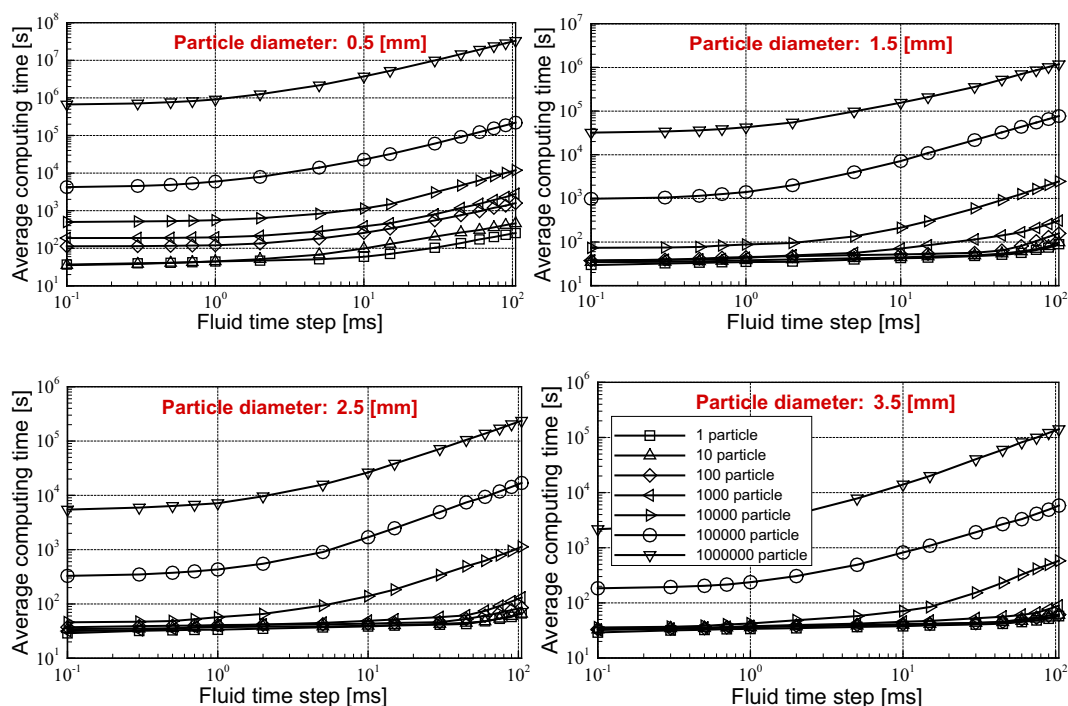 Particle diameter: 0.5 [mm]
Average computing time [s]
10^8
10^7
10^6
10^5
10^4
10^3
10^2
10^1
10^-1
10^0
10^1
10^2
Fluid time step [ms]
Particle diameter: 1.5 [mm]
Average computing time [s]
10^7
10^6
10^5
10^4
10^3
10^2
10^1
10^-1
10^0
10^1
10^2
Fluid time step [ms]
Particle diameter: 2.5 [mm]
Average computing time [s]
10^6
10^5
10^4
10^3
10^2
10^1
10^-1
10^0
10^1
10^2
Fluid time step [ms]
Particle diameter: 3.5 [mm]
Average computing time [s]
10^6
10^5
10^4
10^3
10^2
10^1
1 particle
10 particle
100 particle
1000 particle
10000 particle
100000 particle
1000000 particle
10^-1
10^0
10^1
10^2
Fluid time step [ms]